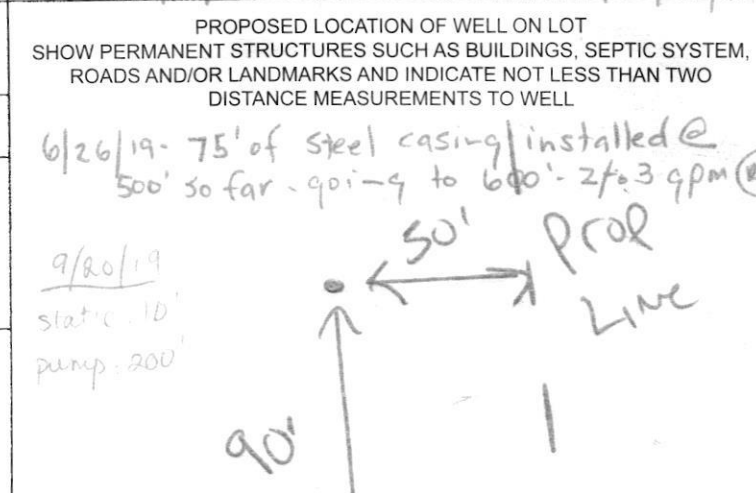 PROPOSED LOCATION OF WELL ON LOT
SHOW PERMANENT STRUCTURES SUCH AS BUILDINGS, SEPTIC SYSTEM,
ROADS AND/OR LANDMARKS AND INDICATE NOT LESS THAN TWO
DISTANCE MEASUREMENTS TO WELL
6/26/19- 75' of steel casing installed @
500' so far - going to 600' - 2 to 3 gpm
50'
Prop
Line
9/20/19
static 10'
pump 200'
90'